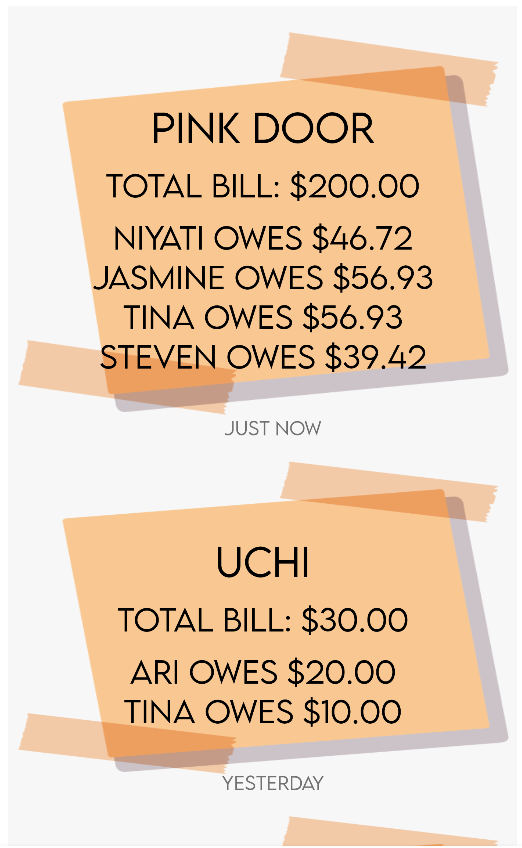 PINK DOOR
TOTAL BILL: $200.00
NIYATI OWES $46.72
JASMINE OWES $56.93
TINA OWES $56.93
STEVEN OWES $39.42
JUST NOW
UCHI
TOTAL BILL: $30.00
ARI OWES $20.00
TINA OWES $10.00
YESTERDAY